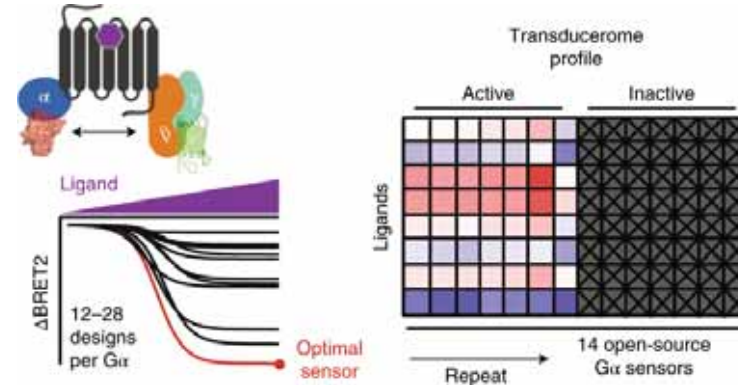 α
Ligand
ΔBRET2
12–28
designs
per Gα
Optimal
sensor
Transducerome
profile
Active
Inactive
Ligands
Repeat
14 open-source
Gα sensors